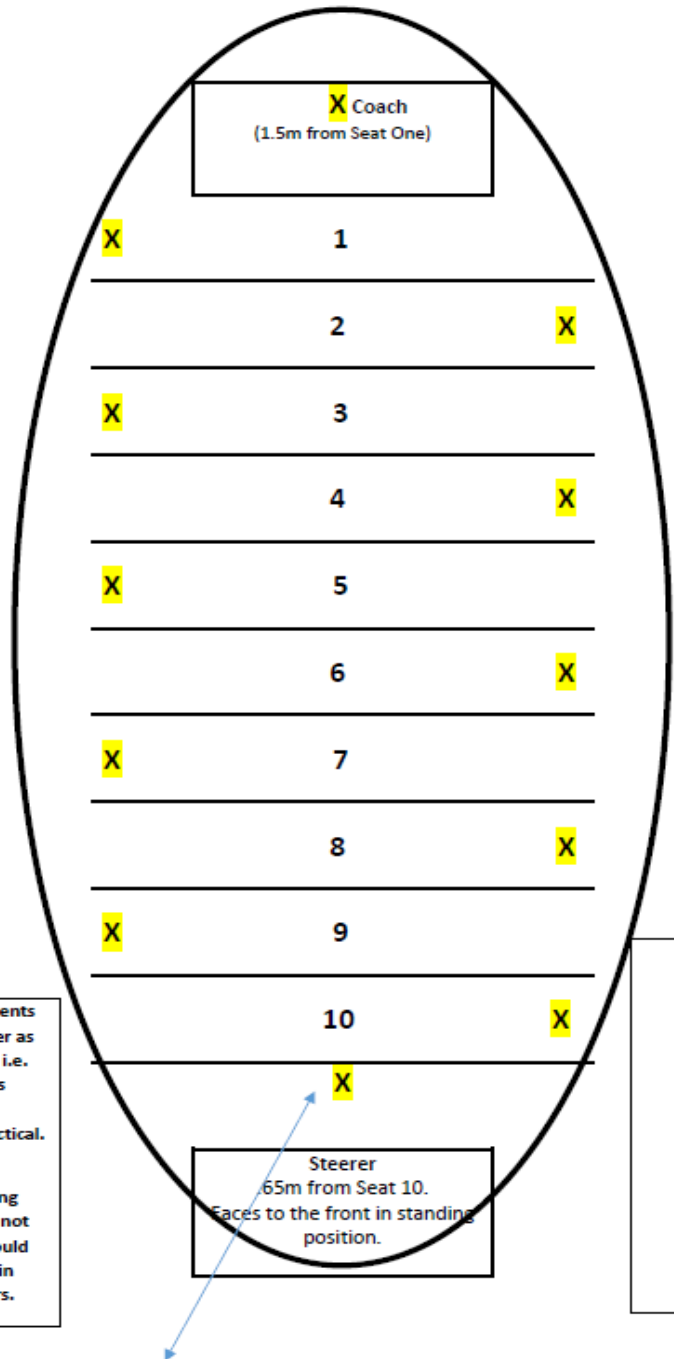 X Coach
(1.5m from Seat One)
X 1
2 X
X 3
4 X
X 5
6 X
X 7
8 X
X 9
10 X
X
ents
er as
i.e.
s
ctical.
ng
not
ould
in
rs.
Steerer
.65m from Seat 10.
Faces to the front in standing
position.